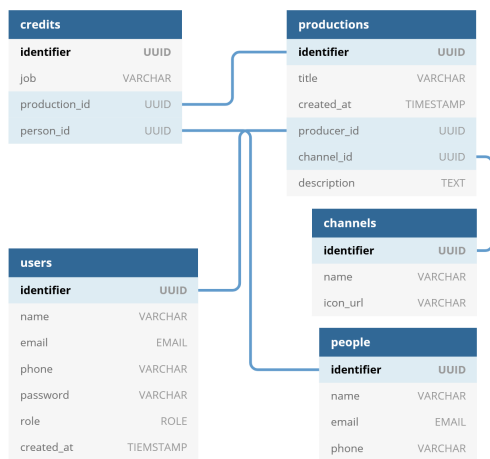 credits
identifier UUID
job VARCHAR
production_id UUID
person_id UUID
productions
identifier UUID
title VARCHAR
created_at TIMESTAMP
producer_id UUID
channel_id UUID
description TEXT
channels
identifier UUID
name VARCHAR
icon_url VARCHAR
users
identifier UUID
name VARCHAR
email EMAIL
phone VARCHAR
password VARCHAR
role ROLE
created_at TIEMSTAMP
people
identifier UUID
name VARCHAR
email EMAIL
phone VARCHAR